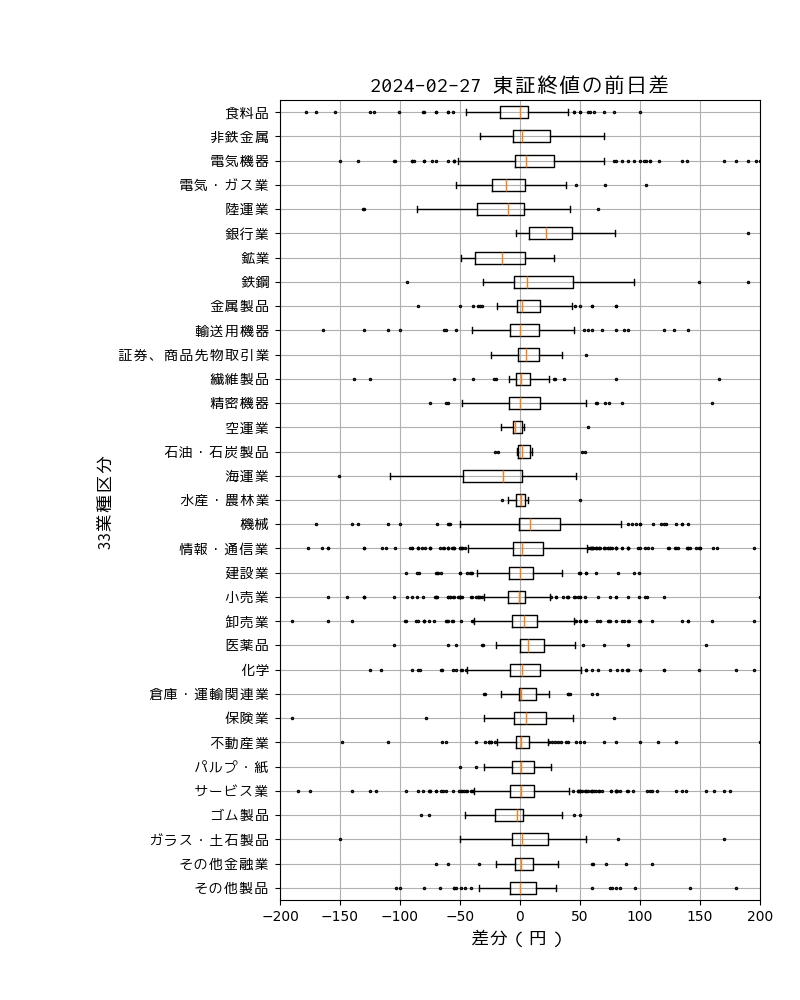 2024-02-27 東証終値の前日差
食料品
非鉄金属
電気機器
電気・ガス業
陸運業
銀行業
鉱業
鉄鋼
金属製品
輸送用機器
証券、商品先物取引業
繊維製品
精密機器
空運業
石油・石炭製品
海運業
水産・農林業
機械
情報・通信業
建設業
小売業
卸売業
医薬品
化学
倉庫・運輸関連業
保険業
不動産業
パルプ・紙
サービス業
ゴム製品
ガラス・土石製品
その他金融業
その他製品
33業種区分
−200 −150 −100 −50 0 50 100 150 200
差分（円）